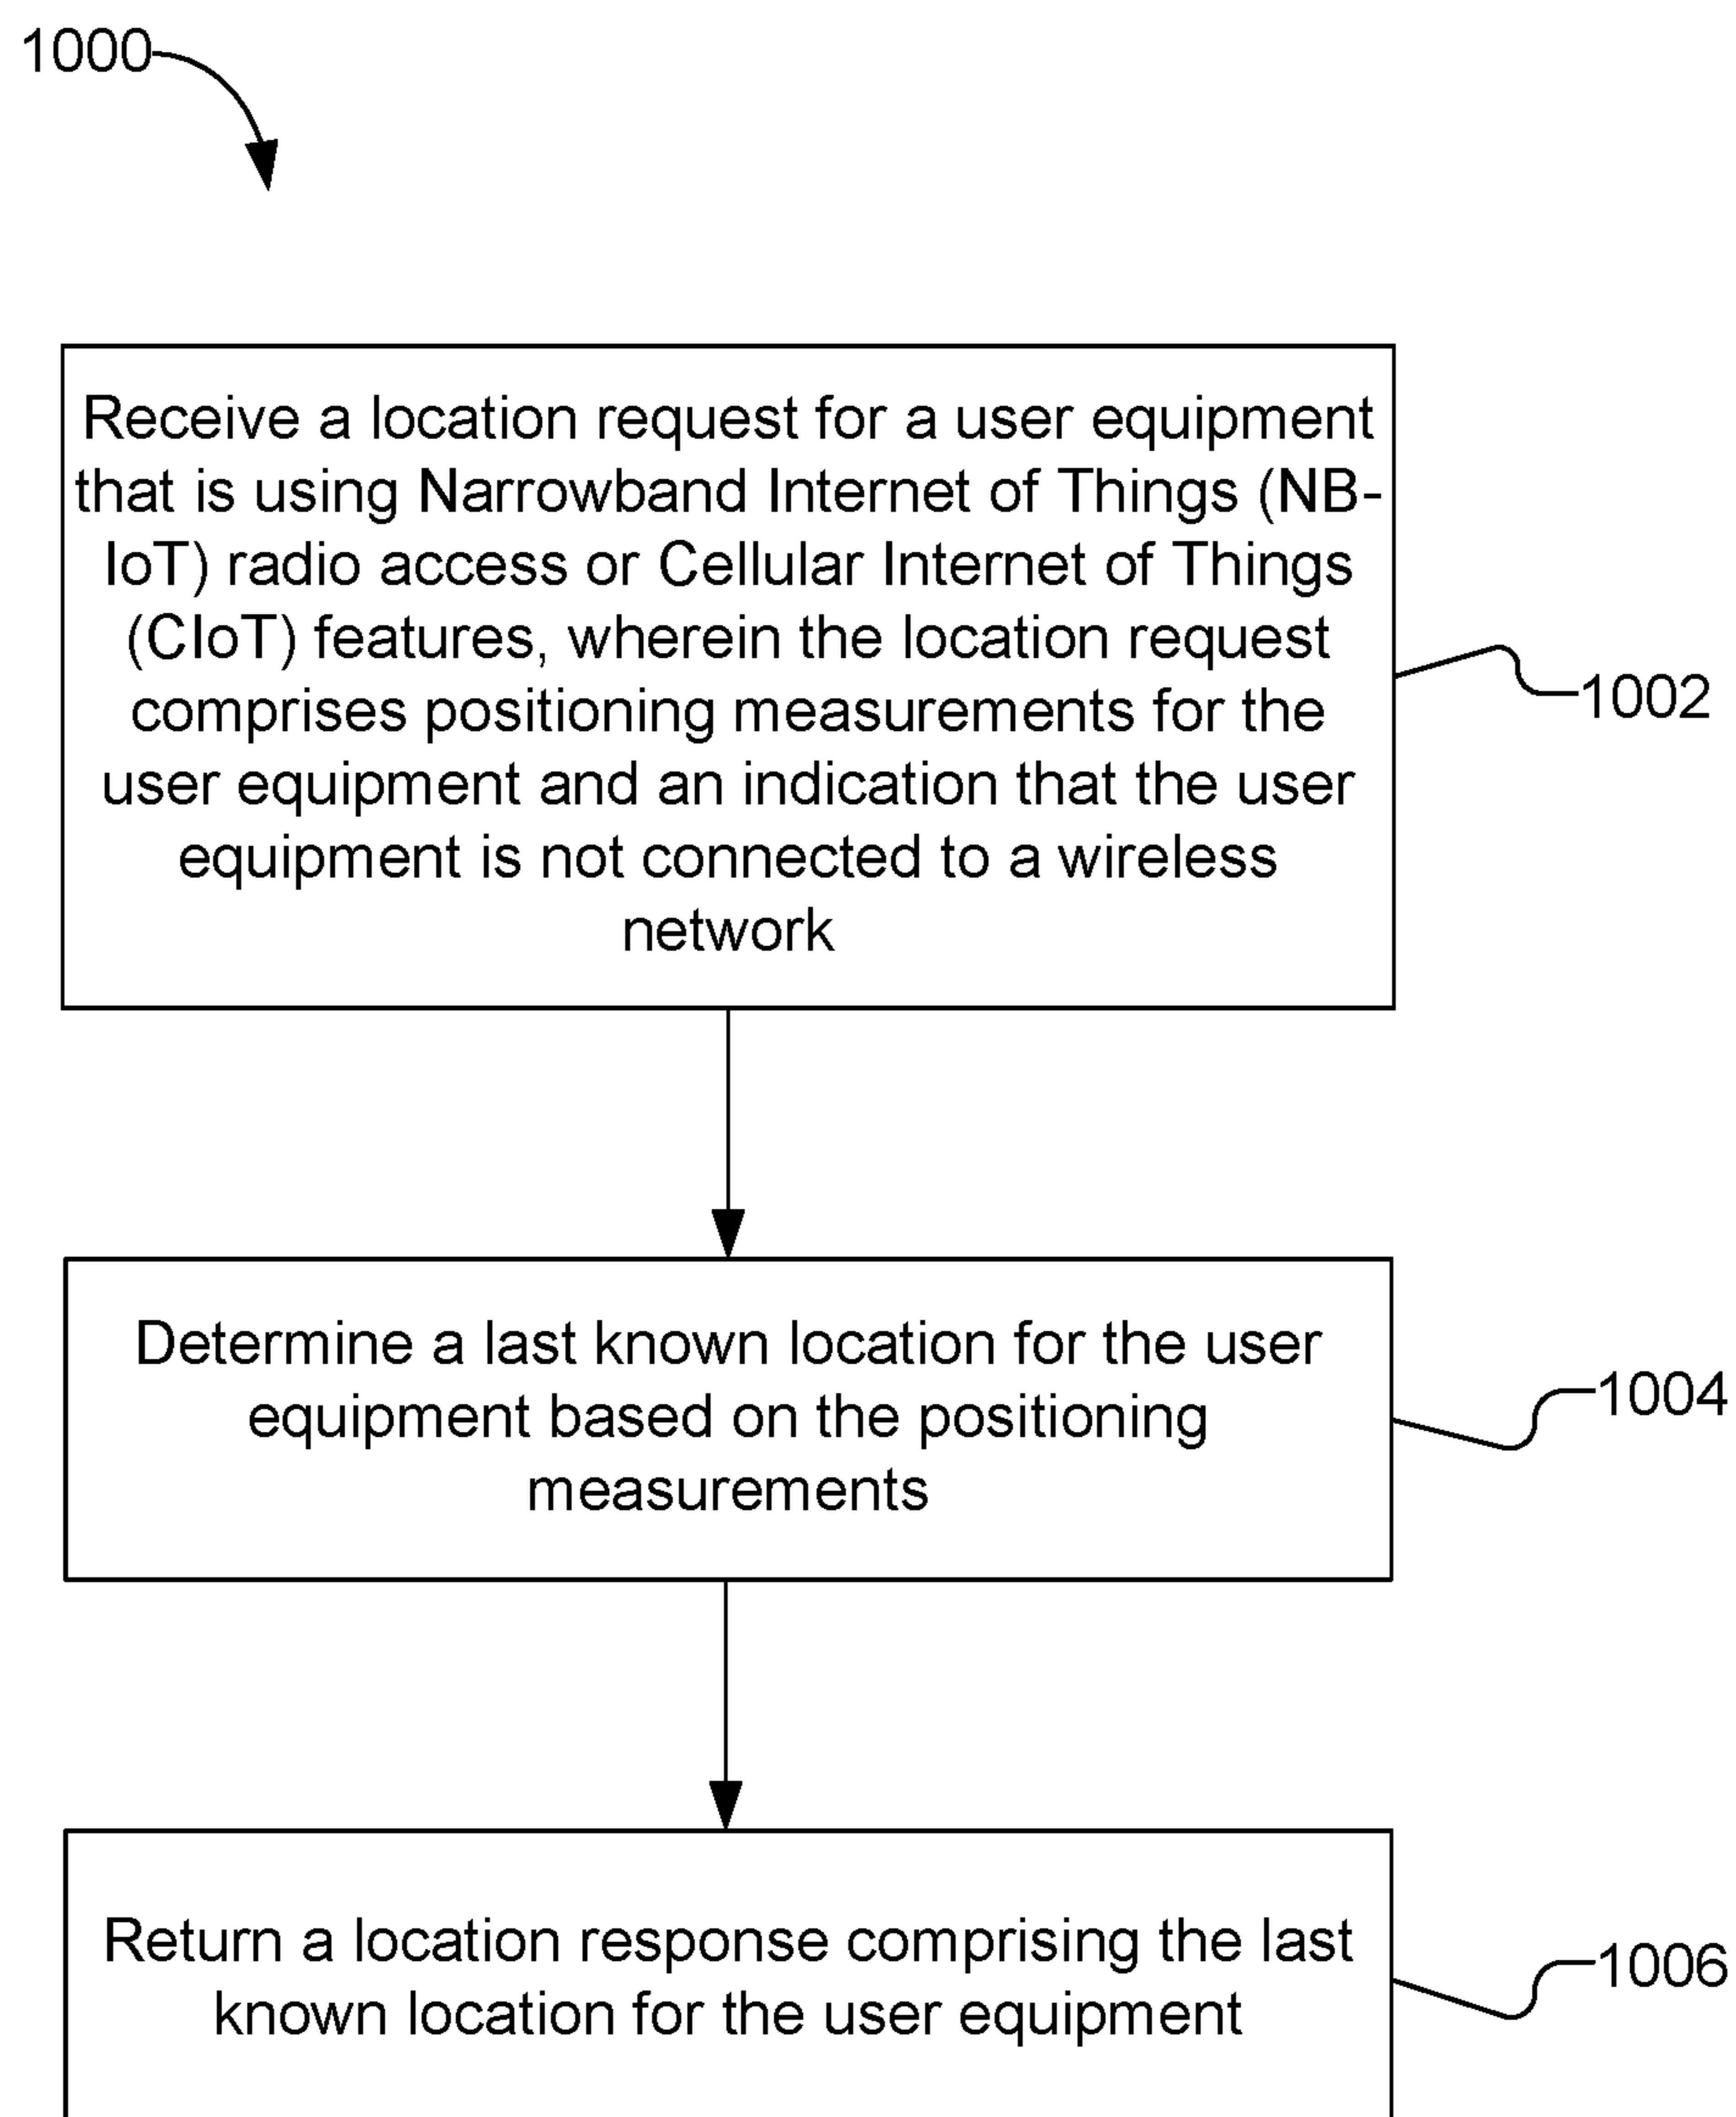 1000
Receive a location request for a user equipment
that is using Narrowband Internet of Things (NB-
IoT) radio access or Cellular Internet of Things
(CIoT) features, wherein the location request
comprises positioning measurements for the
user equipment and an indication that the user
equipment is not connected to a wireless
network
1002
Determine a last known location for the user
equipment based on the positioning
measurements
1004
Return a location response comprising the last
known location for the user equipment
1006